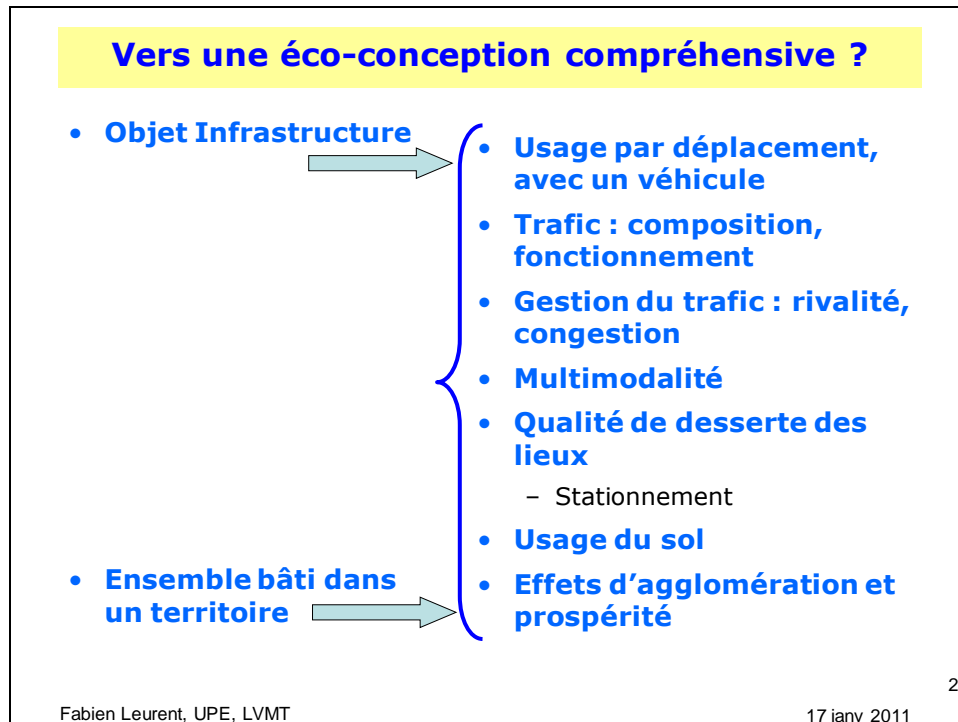 Vers une éco-conception compréhensive ?
• Objet Infrastructure
• Usage par déplacement,
avec un véhicule
• Trafic : composition,
fonctionnement
• Gestion du trafic : rivalité,
congestion
• Multimodalité
• Qualité de desserte des
lieux
– Stationnement
• Usage du sol
• Ensemble bâti dans
un territoire
• Effets d’agglomération et
prospérité
2
Fabien Leurent, UPE, LVMT
17 janv 2011